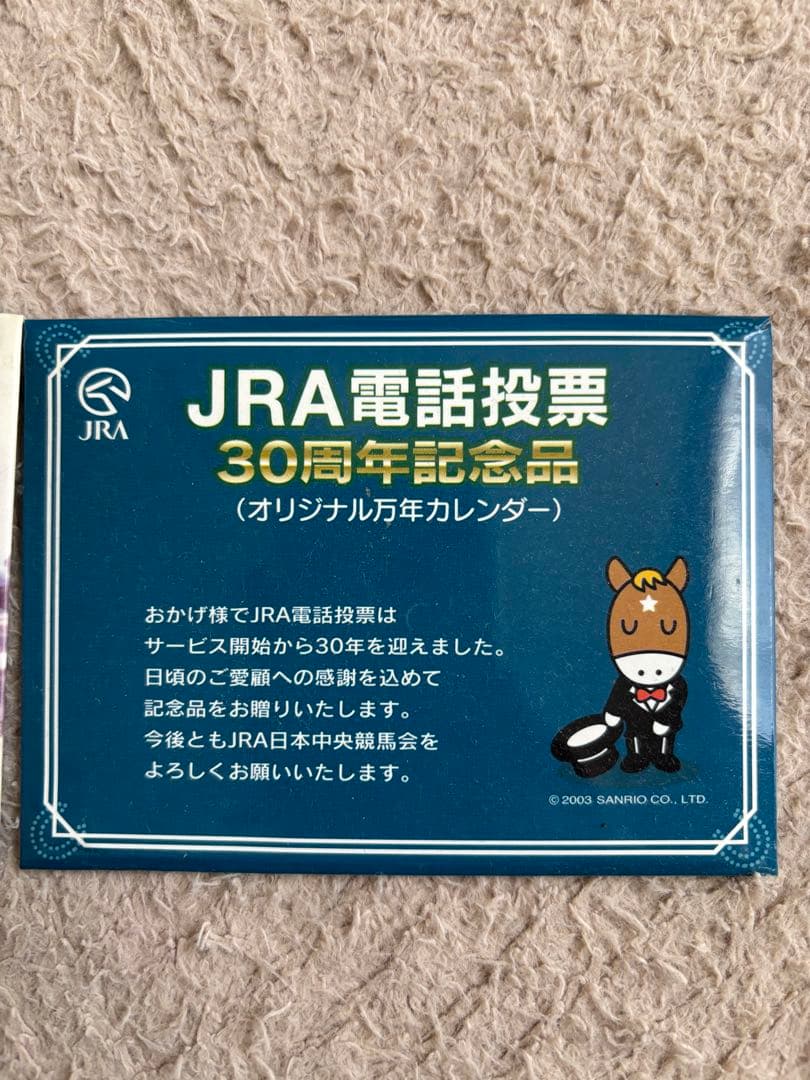 JRA
JRA電話投票
30周年記念品
(オリジナル万年カレンダー)
おかげ様でJRA電話投票は
サービス開始から30年を迎えました。
日頃のご愛顧への感謝を込めて
記念品をお贈りいたします。
今後ともJRA日本中央競馬会を
よろしくお願いいたします。
© 2003 SANRIO CO., LTD.